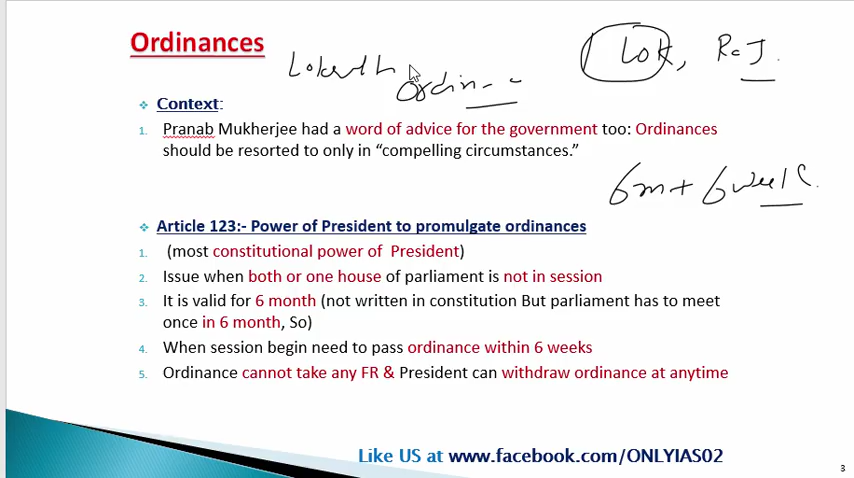 Ordinances
Ordin
LOK, R.J.
Context:
1. Pranab Mukherjee had a word of advice for the government too: Ordinances
should be resorted to only in “compelling circumstances.”
6m + 6 week
Article 123:- Power of President to promulgate ordinances
1. (most constitutional power of President)
2. Issue when both or one house of parliament is not in session
3. It is valid for 6 month (not written in constitution But parliament has to meet
once in 6 month, So)
4. When session begin need to pass ordinance within 6 weeks
5. Ordinance cannot take any FR & President can withdraw ordinance at anytime
Like US at www.facebook.com/ONLYIAS02
3